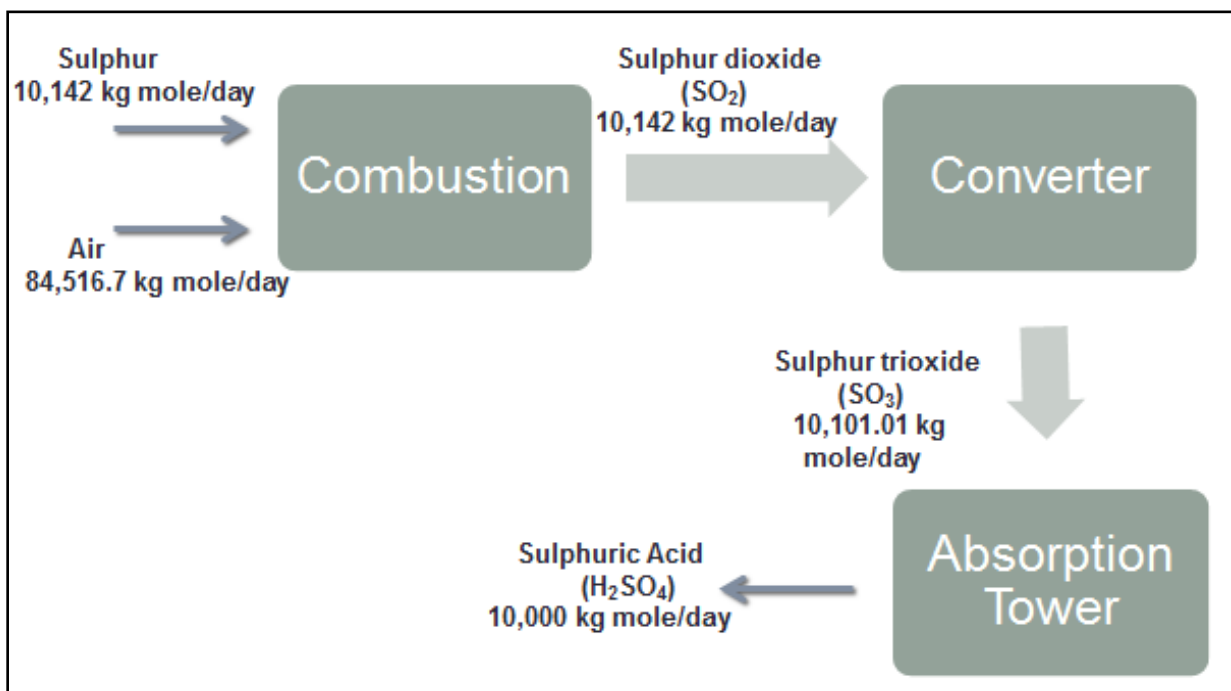 Sulphur
10,142 kg mole/day
Combustion
Air
84,516.7 kg mole/day
Sulphur dioxide
(SO₂)
10,142 kg mole/day
Converter
Sulphur trioxide
(SO₃)
10,101.01 kg
mole/day
Absorption
Tower
Sulphuric Acid
(H₂SO₄)
10,000 kg mole/day